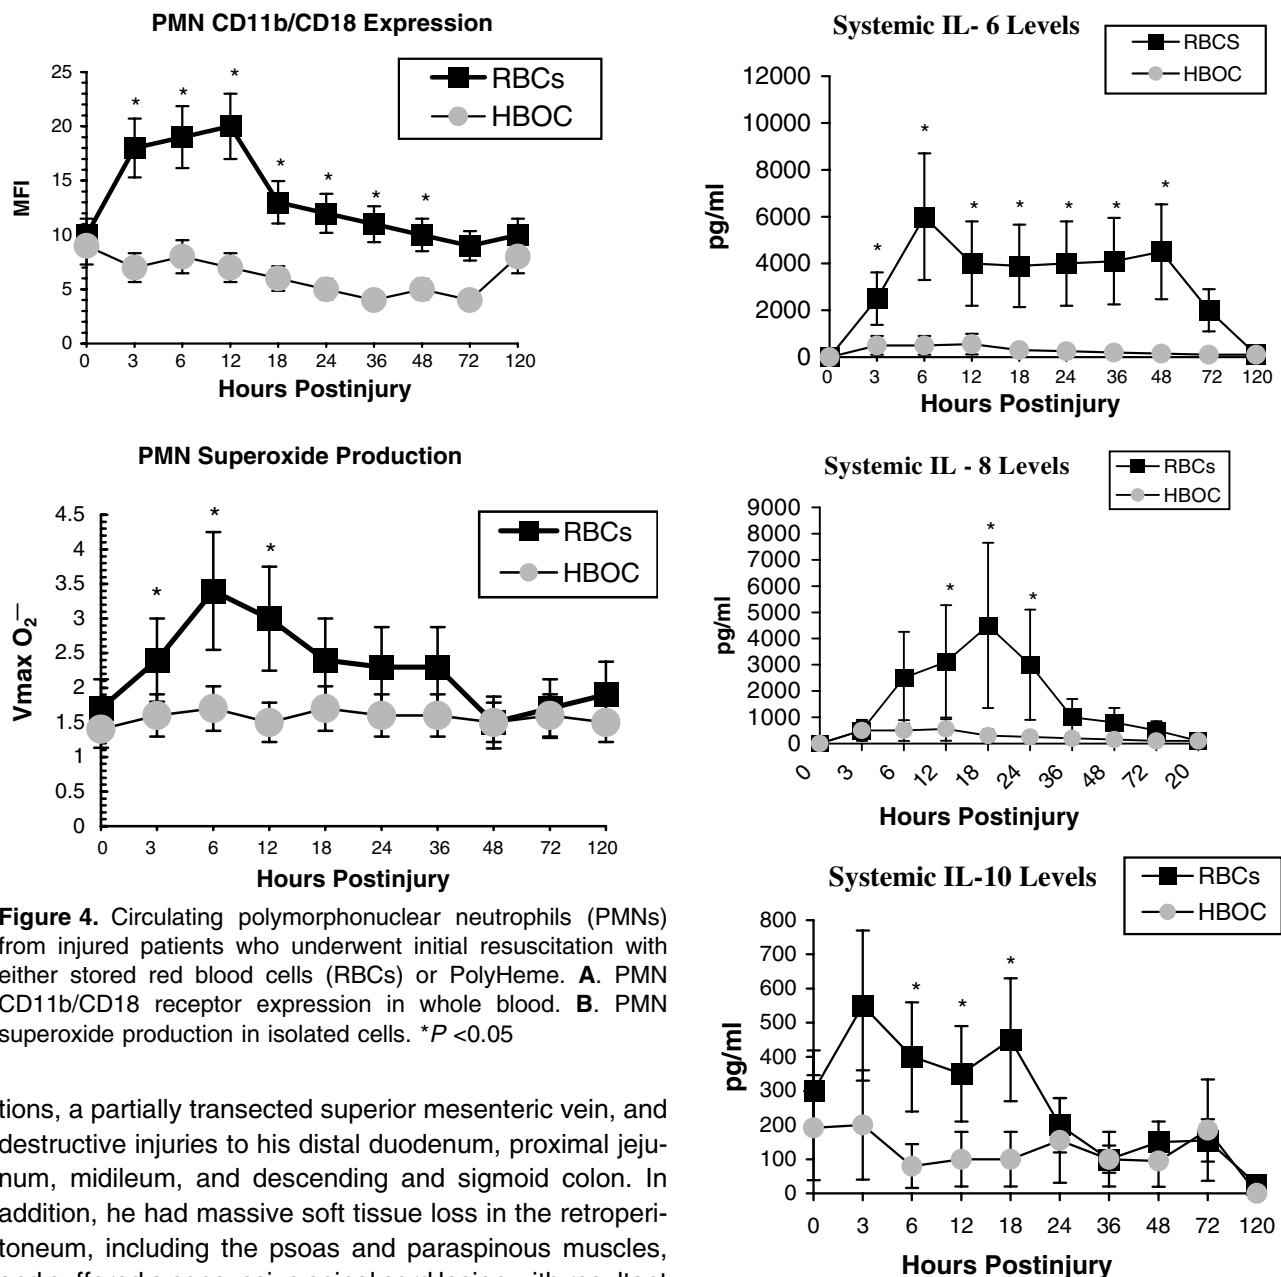 PMN CD11b/CD18 Expression
RBCs
HBOC
25
20
15
10
5
0
MFI
0 3 6 12 18 24 36 48 72 120
* * * * * * * *
Hours Postinjury
PMN Superoxide Production
RBCs
HBOC
4.5
4
3.5
3
2.5
2
1.5
1
0.5
0
Vmax O2—
* * *
0 3 6 12 18 24 36 48 72 120
Hours Postinjury
Figure 4. Circulating polymorphonuclear neutrophils (PMNs)
from injured patients who underwent initial resuscitation with
either stored red blood cells (RBCs) or PolyHeme. A. PMN
CD11b/CD18 receptor expression in whole blood. B. PMN
superoxide production in isolated cells. *P <0.05
tions, a partially transected superior mesenteric vein, and
destructive injuries to his distal duodenum, proximal jeju-
num, midileum, and descending and sigmoid colon. In
addition, he had massive soft tissue loss in the retroperi-
toneum, including the psoas and paraspinous muscles,
Systemic IL- 6 Levels
RBCS
HBOC
12000
10000
8000
6000
4000
2000
0
pg/ml
* * * * * * *
0 3 6 12 18 24 36 48 72 120
Hours Postinjury
Systemic IL - 8 Levels
RBCs
HBOC
9000
8000
7000
6000
5000
4000
3000
2000
1000
0
pg/ml
* * *
0 3 6 12 18 24 36 48 72 20
Hours Postinjury
Systemic IL-10 Levels
RBCs
HBOC
800
700
600
500
400
300
200
100
0
pg/ml
* * *
0 3 6 12 18 24 36 48 72 120
Hours Postinjury